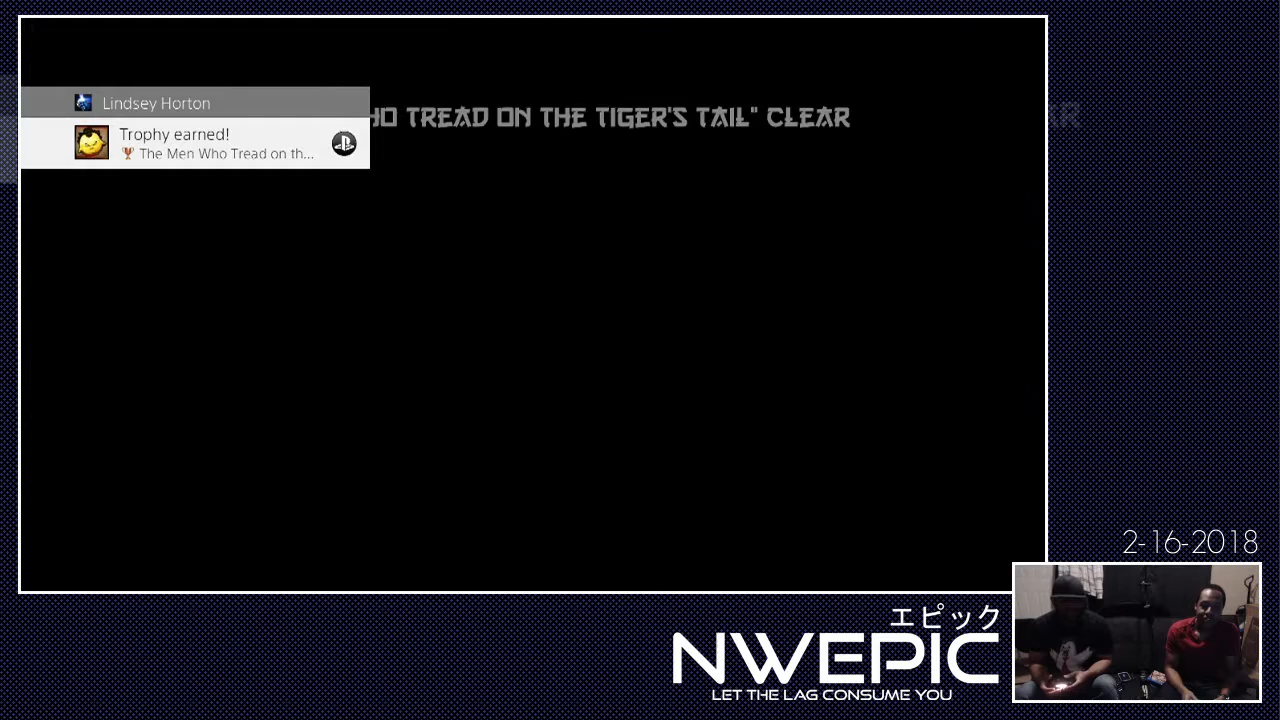 Lindsey Horton
HO TREAD ON THE TIGER'S TAIL" CLEAR
Trophy earned!
The Men Who Tread on th...
2-16-2018
エピック
NWEPIC
LET THE LAG CONSUME YOU